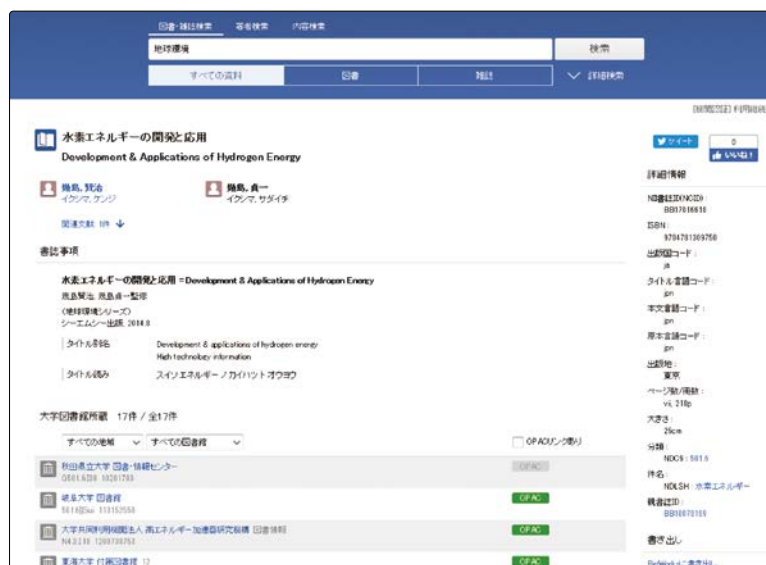 図書・雑誌検索 著者検索 内容検索
地球環境 検索
すべての資料 図書 雑誌 詳細検索
水素エネルギーの開発と応用
Development & Applications of Hydrogen Energy
幾島, 賢治 幾島, 貞一
イクシマ, ケンジ イクシマ, サダイチ
関連文献: 1件
書誌事項
水素エネルギーの開発と応用 = Development & Applications of Hydrogen Energy
幾島賢治, 幾島貞一監修
(地球環境シリーズ)
シーエムシー出版, 2014.8
タイトル別名 Development & applications of hydrogen energy
High technology information
タイトル読み スイソ エネルギー ノ カイハツ ト オウヨウ
大学図書館所蔵 17件 / 全17件
すべての地域 すべての図書館 OPACリンクあり
秋田県立大学 図書・情報センター OPAC
岐阜大学 図書館 OPAC
大学共同利用機関法人 高エネルギー加速器研究機構 図書情報 OPAC
東海大学 付属図書館 12 OPAC
ツイート 0
いいね!
詳細情報
NII書誌ID(NCID) :
ISBN :
9784781309750
出版国コード :
ja
タイトル言語コード :
jpn
本文言語コード :
jpn
原本言語コード :
jpn
出版地 :
東京
ページ数/冊数 :
vii, 218p
大きさ :
26cm
分類 :
件名 :
NDLSH : 水素エネルギー
親書誌ID :
書き出し